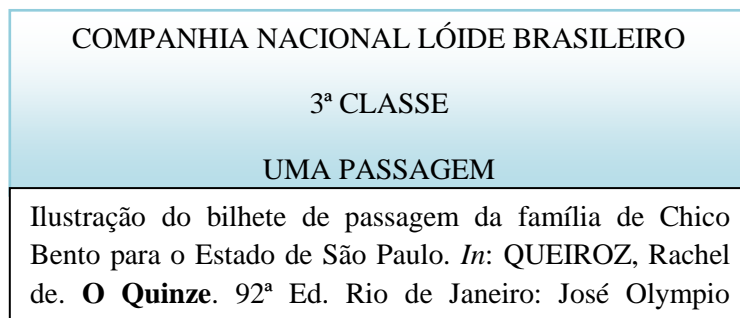 COMPANHIA NACIONAL LÓIDE BRASILEIRO
3ª CLASSE
UMA PASSAGEM
Ilustração do bilhete de passagem da família de Chico
Bento para o Estado de São Paulo. In: QUEIROZ, Rachel
de. O Quinze. 92ª Ed. Rio de Janeiro: José Olympio